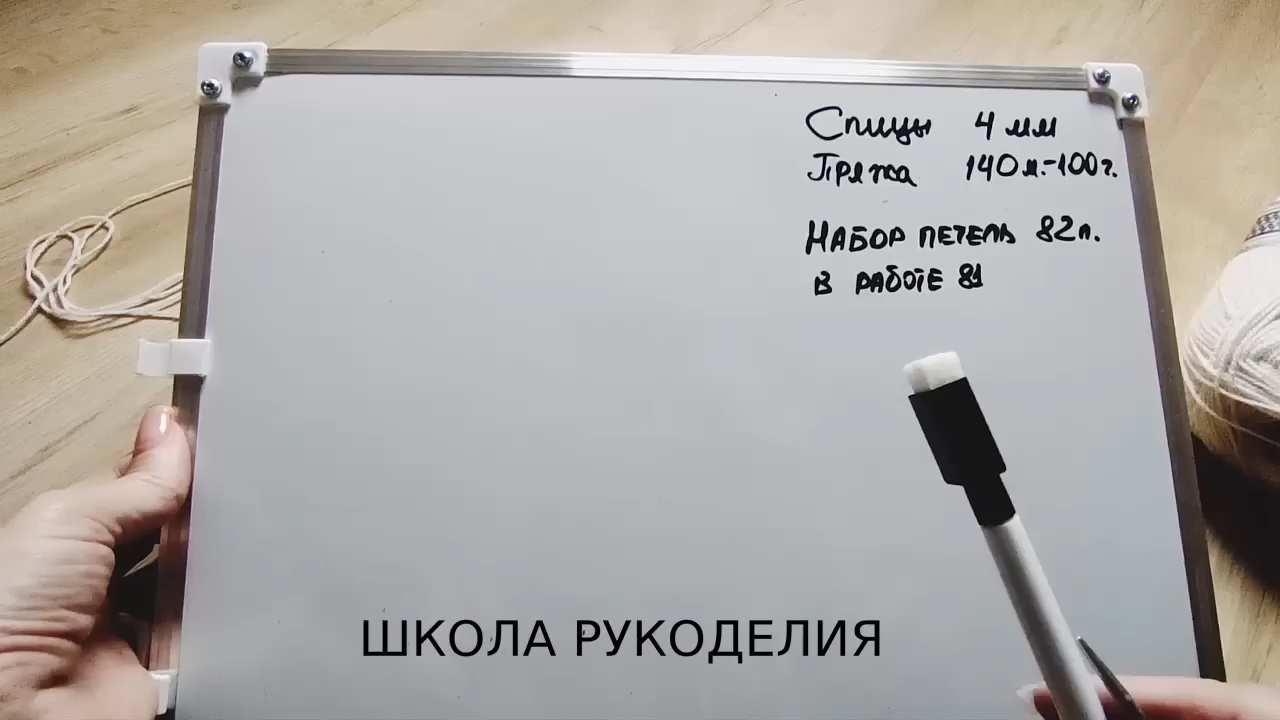 Спицы 4 мм
Пряжа 140м.-100г.
НАБОР ПЕТЕЛЬ 82п.
В РАБОТЕ 81
ШКОЛА РУКОДЕЛИЯ